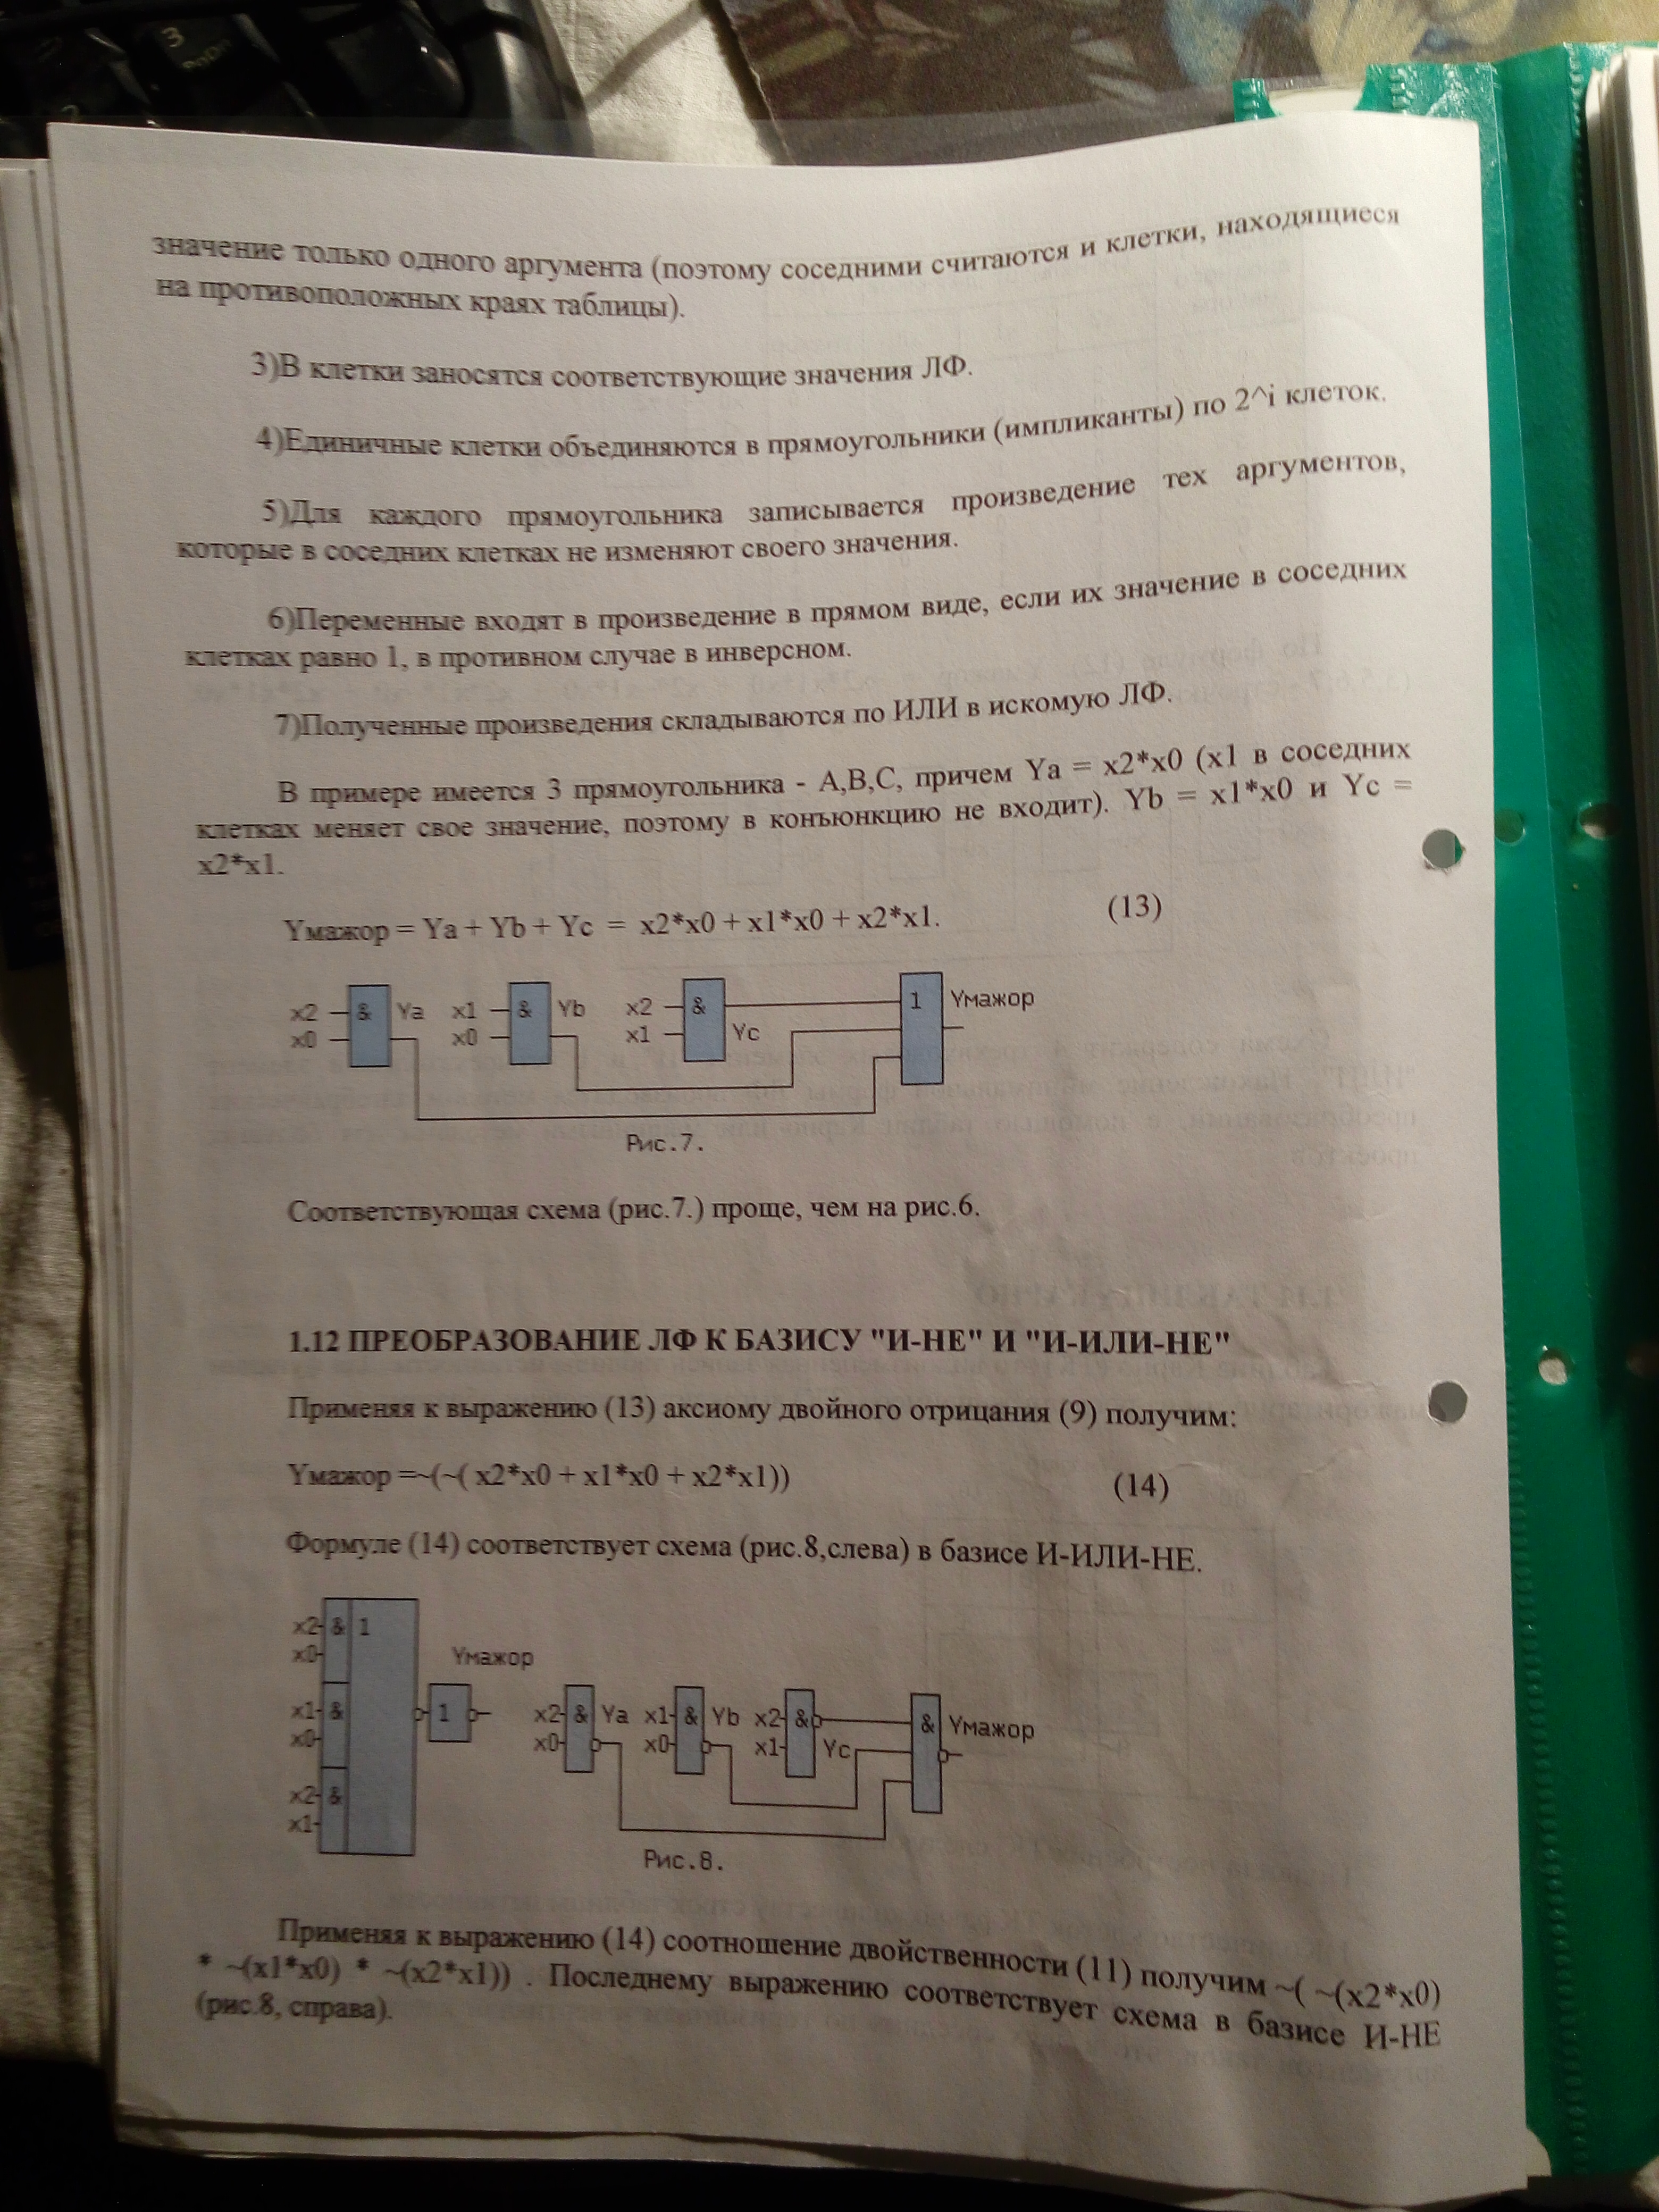 значение только одного аргумента (поэтому соседними считаются и клетки, находящиеся
на противоположных краях таблицы).
3)В клетки заносятся соответствующие значения ЛФ.
4)Единичные клетки объединяются в прямоугольники (импликанты) по 2^i клеток.
5)Для каждого прямоугольника записывается произведение тех аргументов,
которые в соседних клетках не изменяют своего значения.
6)Переменные входят в произведение в прямом виде, если их значение в соседних
клетках равно 1, в противном случае в инверсном.
7)Полученные произведения складываются по ИЛИ в искомую ЛФ.
В примере имеется 3 прямоугольника - A,B,C, причем Ya = x2*x0 (x1 в соседних
клетках меняет свое значение, поэтому в конъюнкцию не входит). Yb = x1*x0 и Yc =
x2*x1.
Yмажор = Ya + Yb + Yc = x2*x0 + x1*x0 + x2*x1. (13)
x2 & Ya x1 & Yb x2 & 1 Yмажор
x0 x0 x1 Yc
Рис.7.
Соответствующая схема (рис.7.) проще, чем на рис.6.
1.12 ПРЕОБРАЗОВАНИЕ ЛФ К БАЗИСУ "И-НЕ" И "И-ИЛИ-НЕ"
Применяя к выражению (13) аксиому двойного отрицания (9) получим:
Yмажор =~(~( x2*x0 + x1*x0 + x2*x1)) (14)
Формуле (14) соответствует схема (рис.8,слева) в базисе И-ИЛИ-НЕ.
x2 & 1
x0 Yмажор
x1 & 1 x2 & Ya x1 & Yb x2 & & Yмажор
x0 x0 x0 x1 Yc
x2 &
x1
Рис.8.
Применяя к выражению (14) соотношение двойственности (11) получим ~( ~(x2*x0)
* ~(x1*x0) * ~(x2*x1)) . Последнему выражению соответствует схема в базисе И-НЕ
(рис.8, справа).